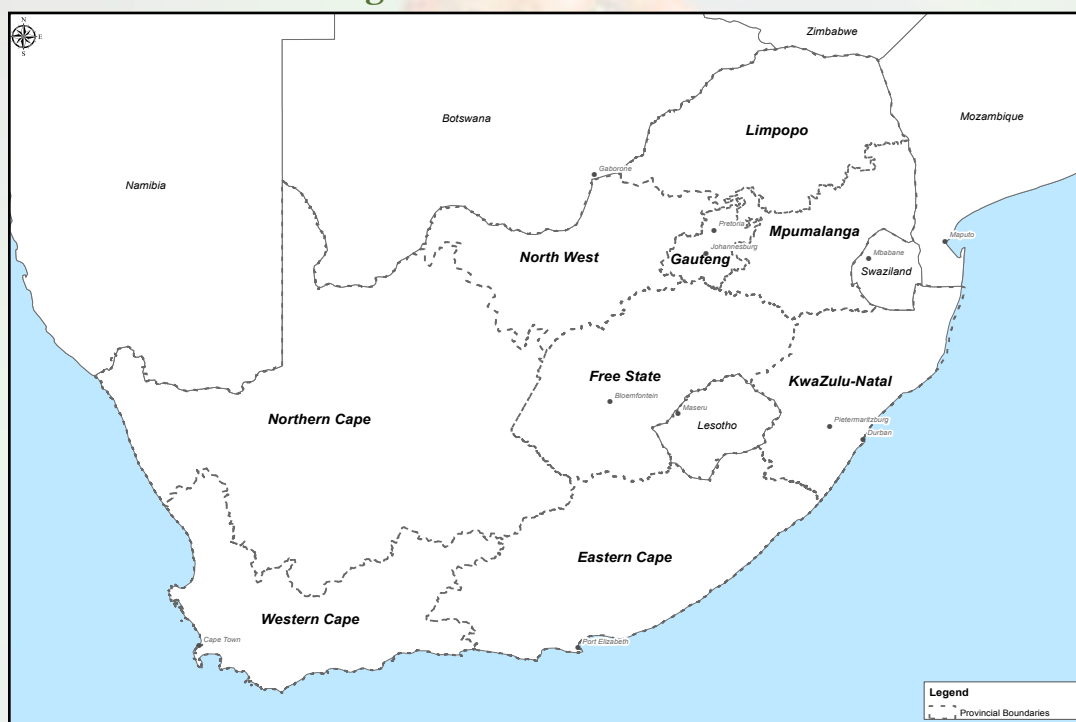 N
E
S
Zimbabwe
Botswana
Mozambique
Limpopo
Gaborone
Namibia
Pretoria
Mpumalanga
Maputo
Johannesburg
North West
Gauteng
Mbabane
Swaziland
Free State
KwaZulu-Natal
Bloemfontein
Maseru
Northern Cape
Pietermaritzburg
Lesotho
Durban
Eastern Cape
Western Cape
Cape Town
Port Elizabeth
Legend
Provincial Boundaries